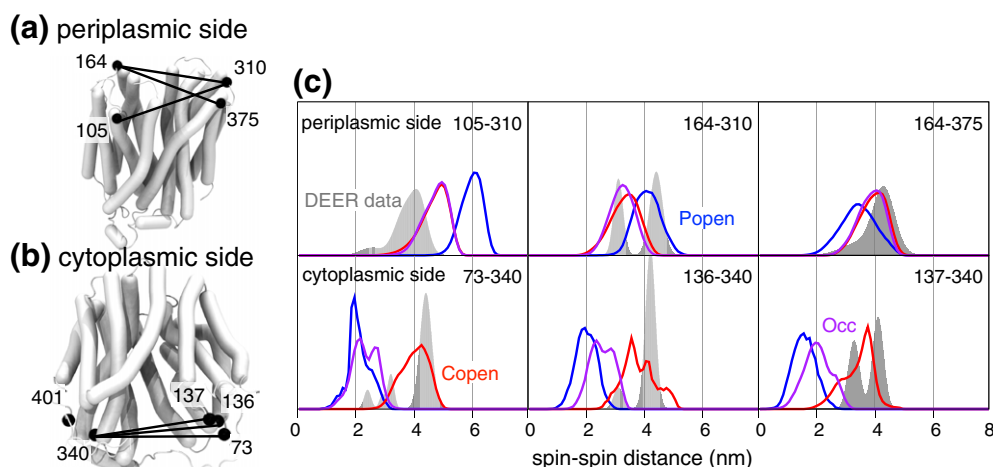 (a) periplasmic side
164
310
105
375
(b) cytoplasmic side
401*
137
136*
340
73
(c)
periplasmic side 105-310
164-310
164-375
DEER data
Popen
cytoplasmic side 73-340
136-340
137-340
Occ
Copen
0 2 4 6 0 2 4 6 0 2 4 6 8
spin-spin distance (nm)